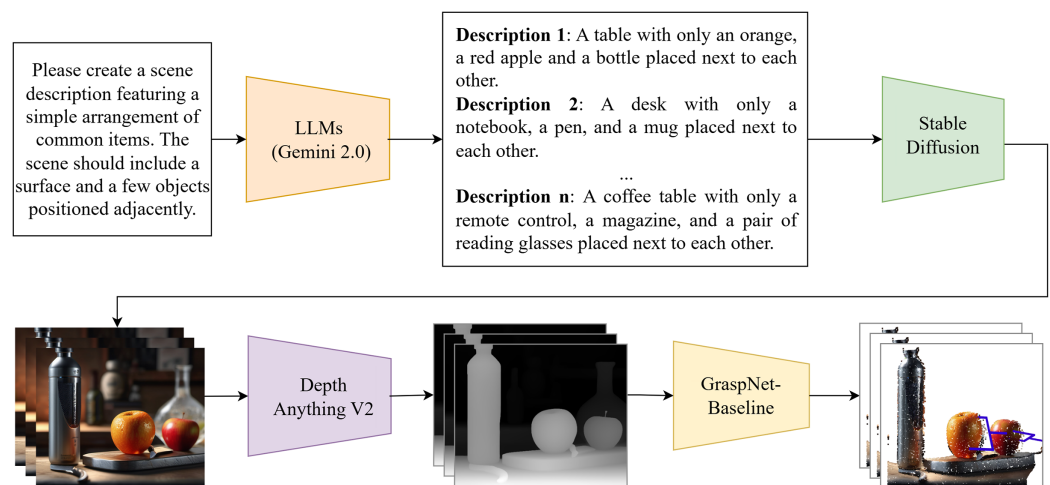 Please create a scene
description featuring a
simple arrangement of
common items. The
scene should include a
surface and a few objects
positioned adjacently.
LLMs
(Gemini 2.0)
Description 1: A table with only an orange,
a red apple and a bottle placed next to each
other.
Description 2: A desk with only a
notebook, a pen, and a mug placed next to
each other.
...
Description n: A coffee table with only a
remote control, a magazine, and a pair of
reading glasses placed next to each other.
Stable
Diffusion
Depth
Anything V2
GraspNet-
Baseline